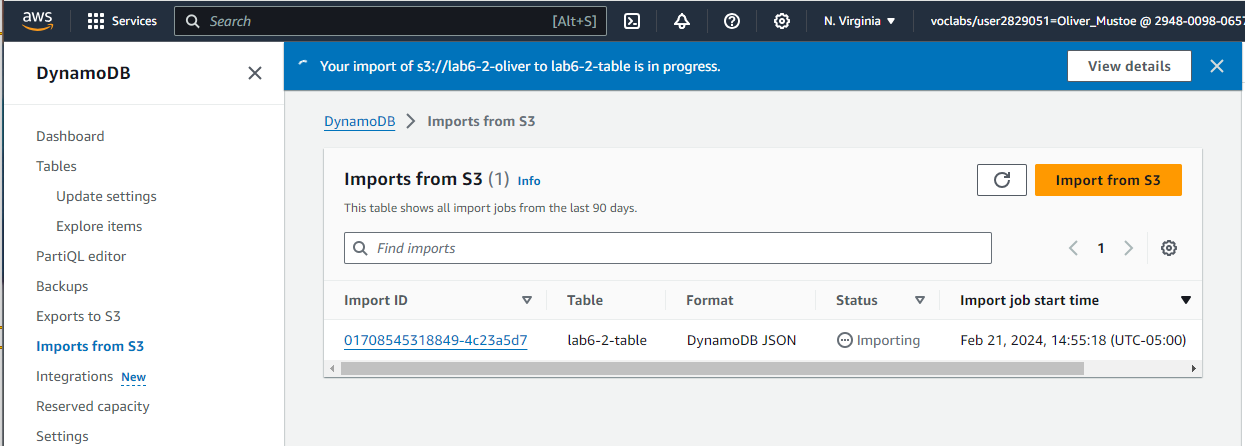 aws Services Search [Alt+S] N. Virginia voclabs/user2829051=Oliver_Mustoe @ 2948-0098-0657
DynamoDB
Your import of s3://lab6-2-oliver to lab6-2-table is in progress. View details
Dashboard
Tables
Update settings
Explore items
PartiQL editor
Backups
Exports to S3
Imports from S3
Integrations New
Reserved capacity
Settings
DynamoDB Imports from S3
Imports from S3 (1) Info
Import from S3
This table shows all import jobs from the last 90 days.
Find imports
1
Import ID Table Format Status Import job start time
01708545318849-4c23a5d7 lab6-2-table DynamoDB JSON Importing Feb 21, 2024, 14:55:18 (UTC-05:00)